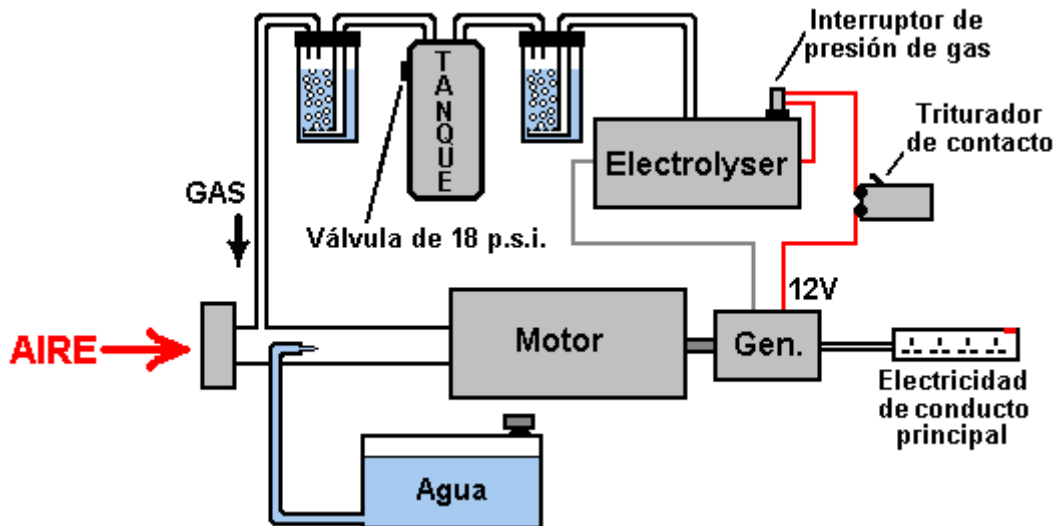 Interruptor de
presión de gas
TANQUE
Triturador
de contacto
Electrolyser
GAS
Válvula de 18 p.s.i.
12V
AIRE
Motor
Gen.
Electricidad
de conducto
principal
Agua